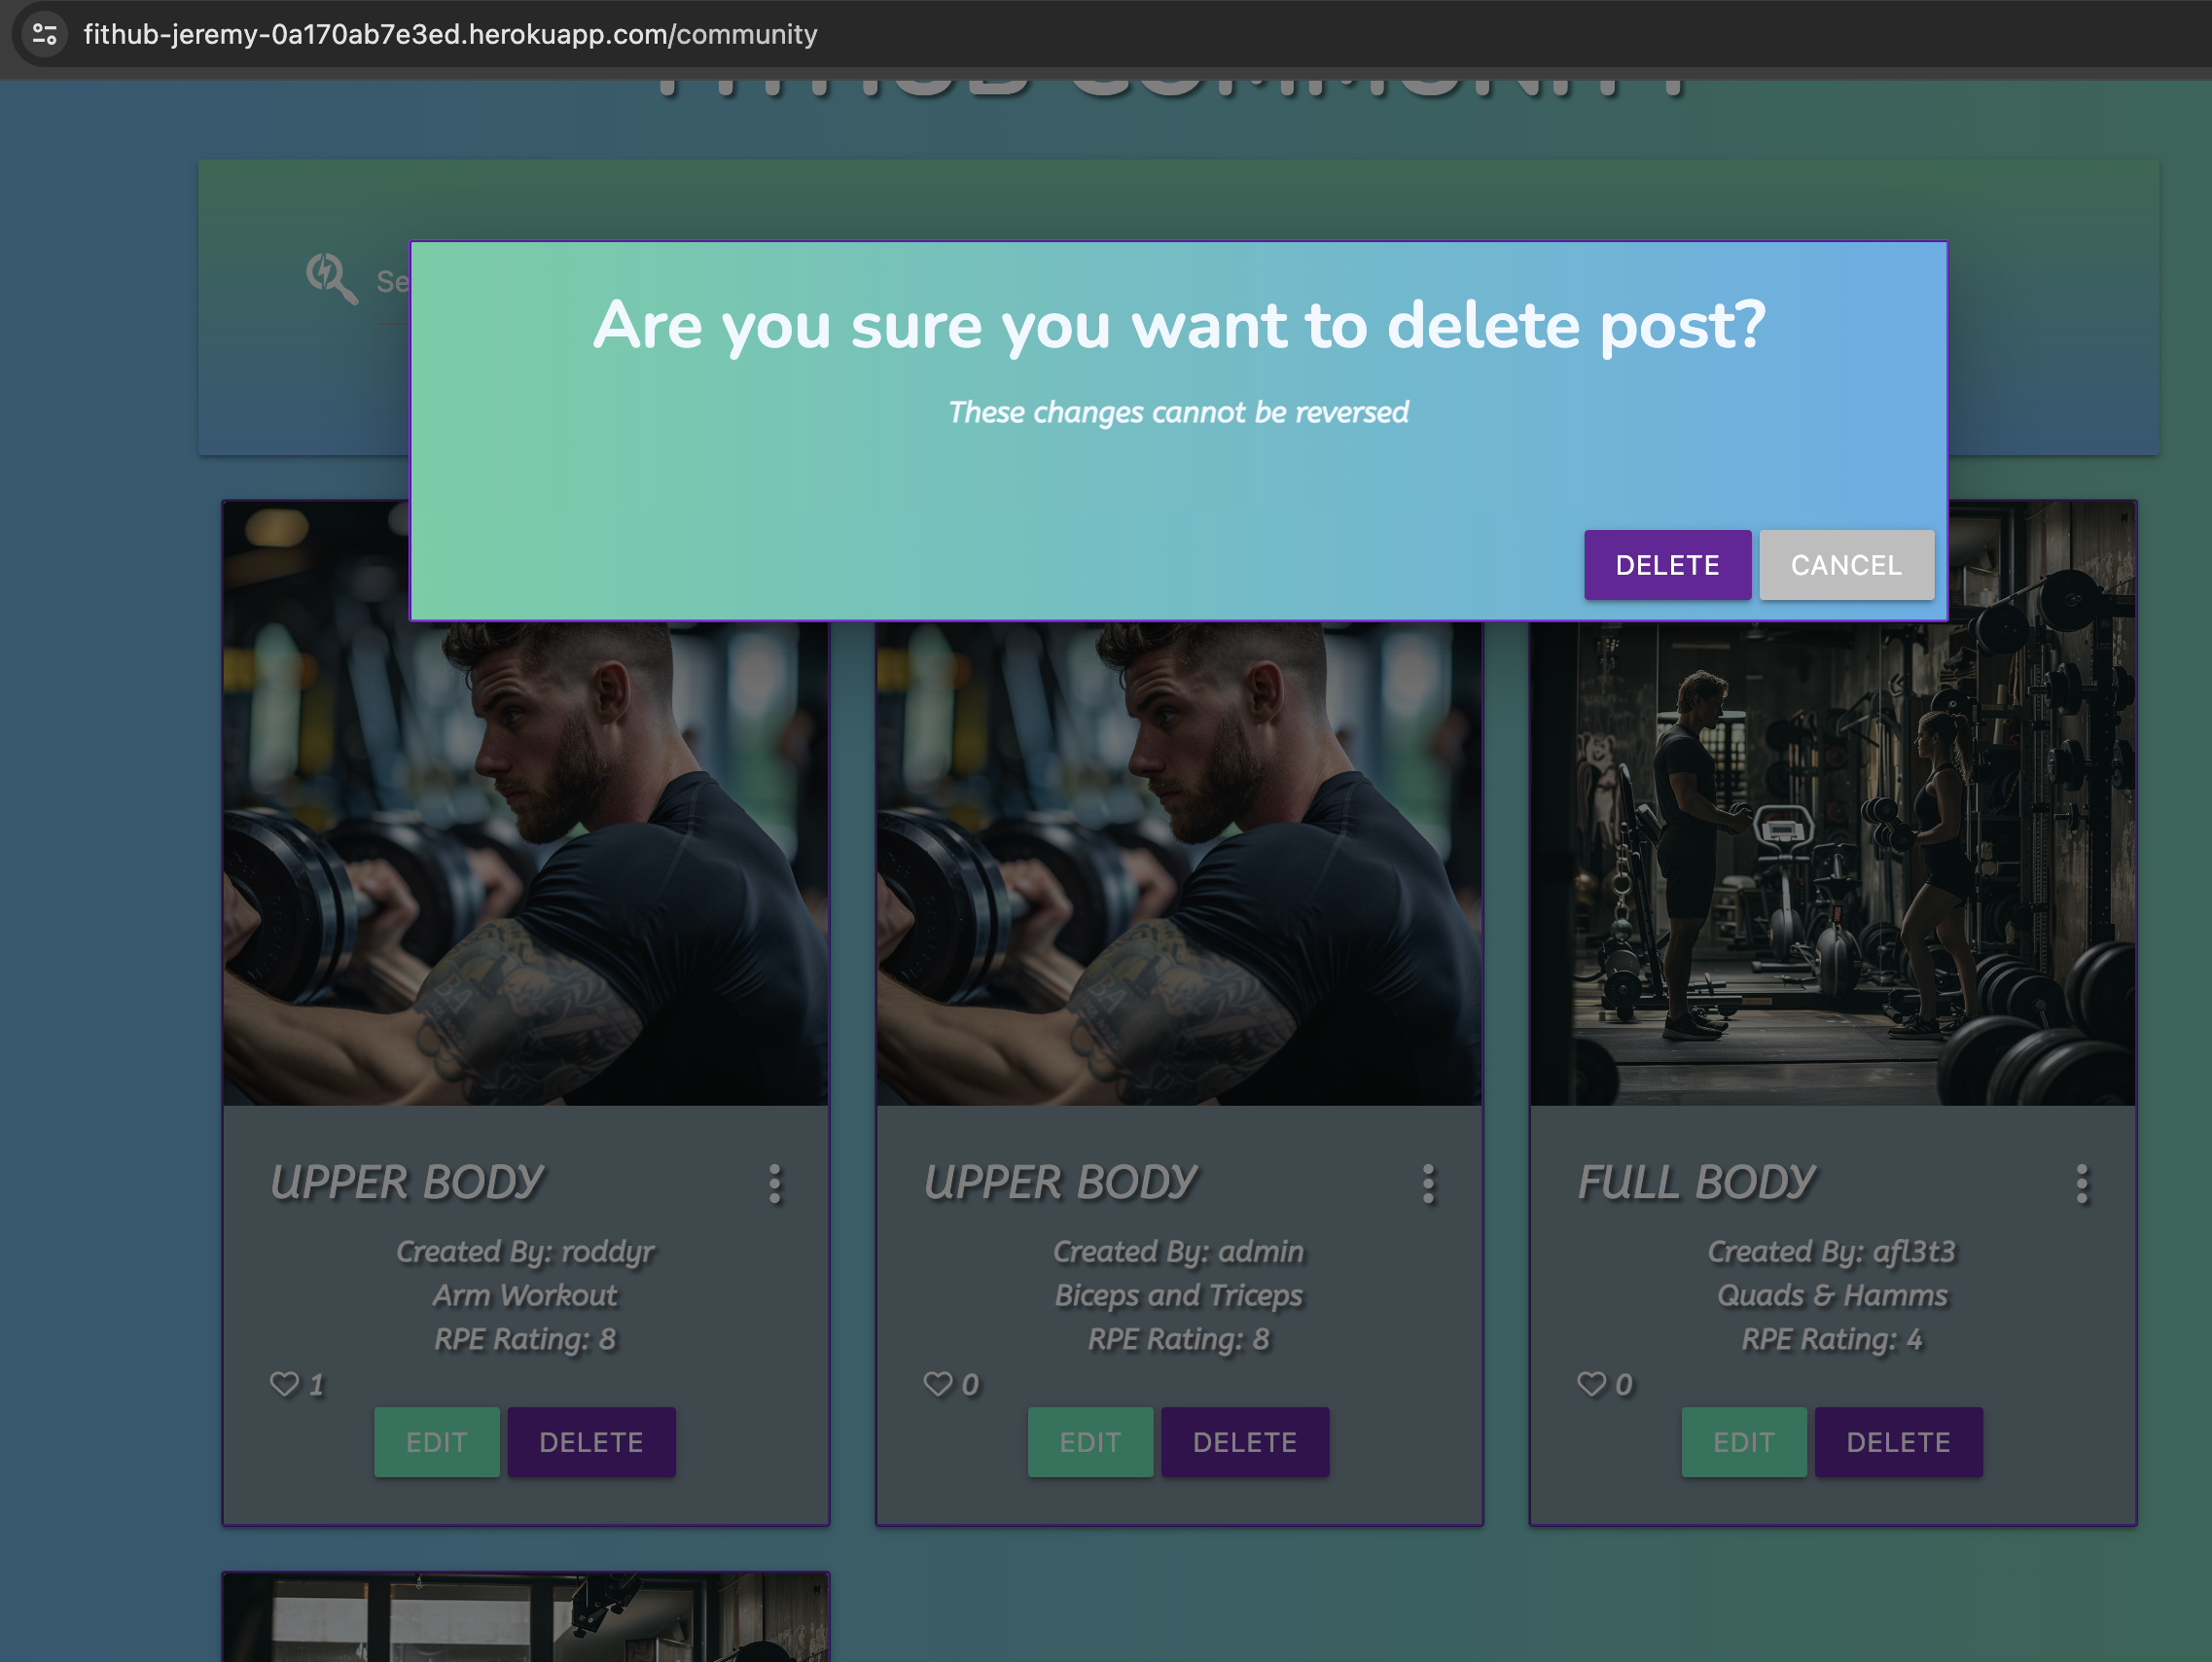 fithub-jeremy-0a170ab7e3ed.herokuapp.com/community
FITHUB COMMUNITY
Se
Are you sure you want to delete post?
These changes cannot be reversed
DELETE CANCEL
UPPER BODY
Created By: roddyr
Arm Workout
RPE Rating: 8
1
EDIT DELETE
UPPER BODY
Created By: admin
Biceps and Triceps
RPE Rating: 8
0
EDIT DELETE
FULL BODY
Created By: afl3t3
Quads & Hamms
RPE Rating: 4
0
EDIT DELETE